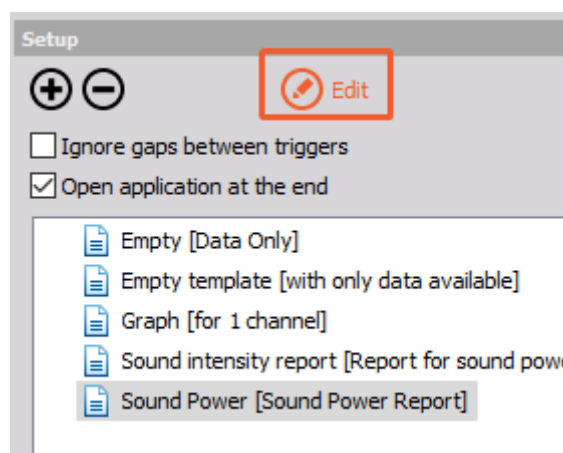 Setup
Edit
Ignore gaps between triggers
Open application at the end
Empty [Data Only]
Empty template [with only data available]
Graph [for 1 channel]
Sound intensity report [Report for sound pow
Sound Power [Sound Power Report]